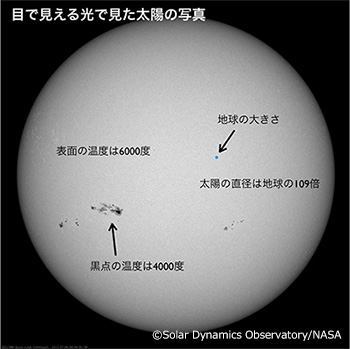 目で見える光で見た太陽の写真
地球の大きさ
表面の温度は6000度
太陽の直径は地球の109倍
黒点の温度は4000度
©Solar Dynamics Observatory/NASA